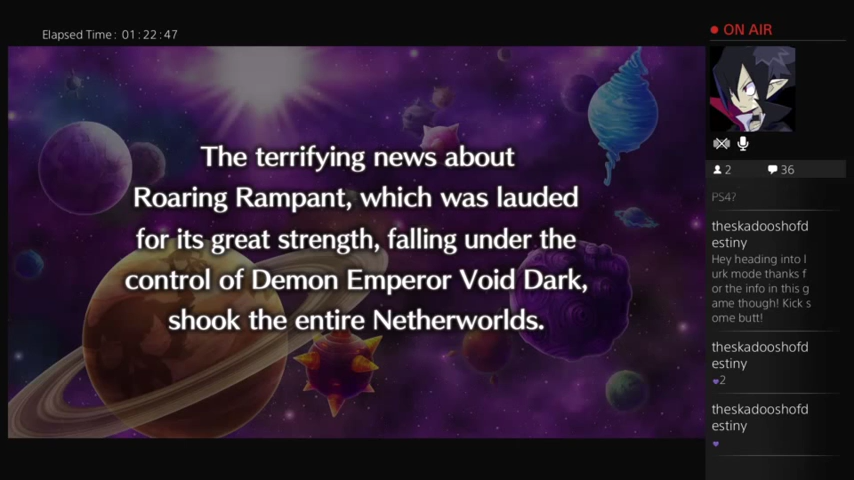 Elapsed Time: 01:22:47
ON AIR
The terrifying news about
Roaring Rampant, which was lauded
for its great strength, falling under the
control of Demon Emperor Void Dark,
shook the entire Netherworlds.
2
36
PS4?
theskadooshofd
estiny
Hey heading into l
urk mode thanks f
or the info in this g
ame though! Kick s
ome butt!
theskadooshofd
estiny
♥2
theskadooshofd
estiny
♥